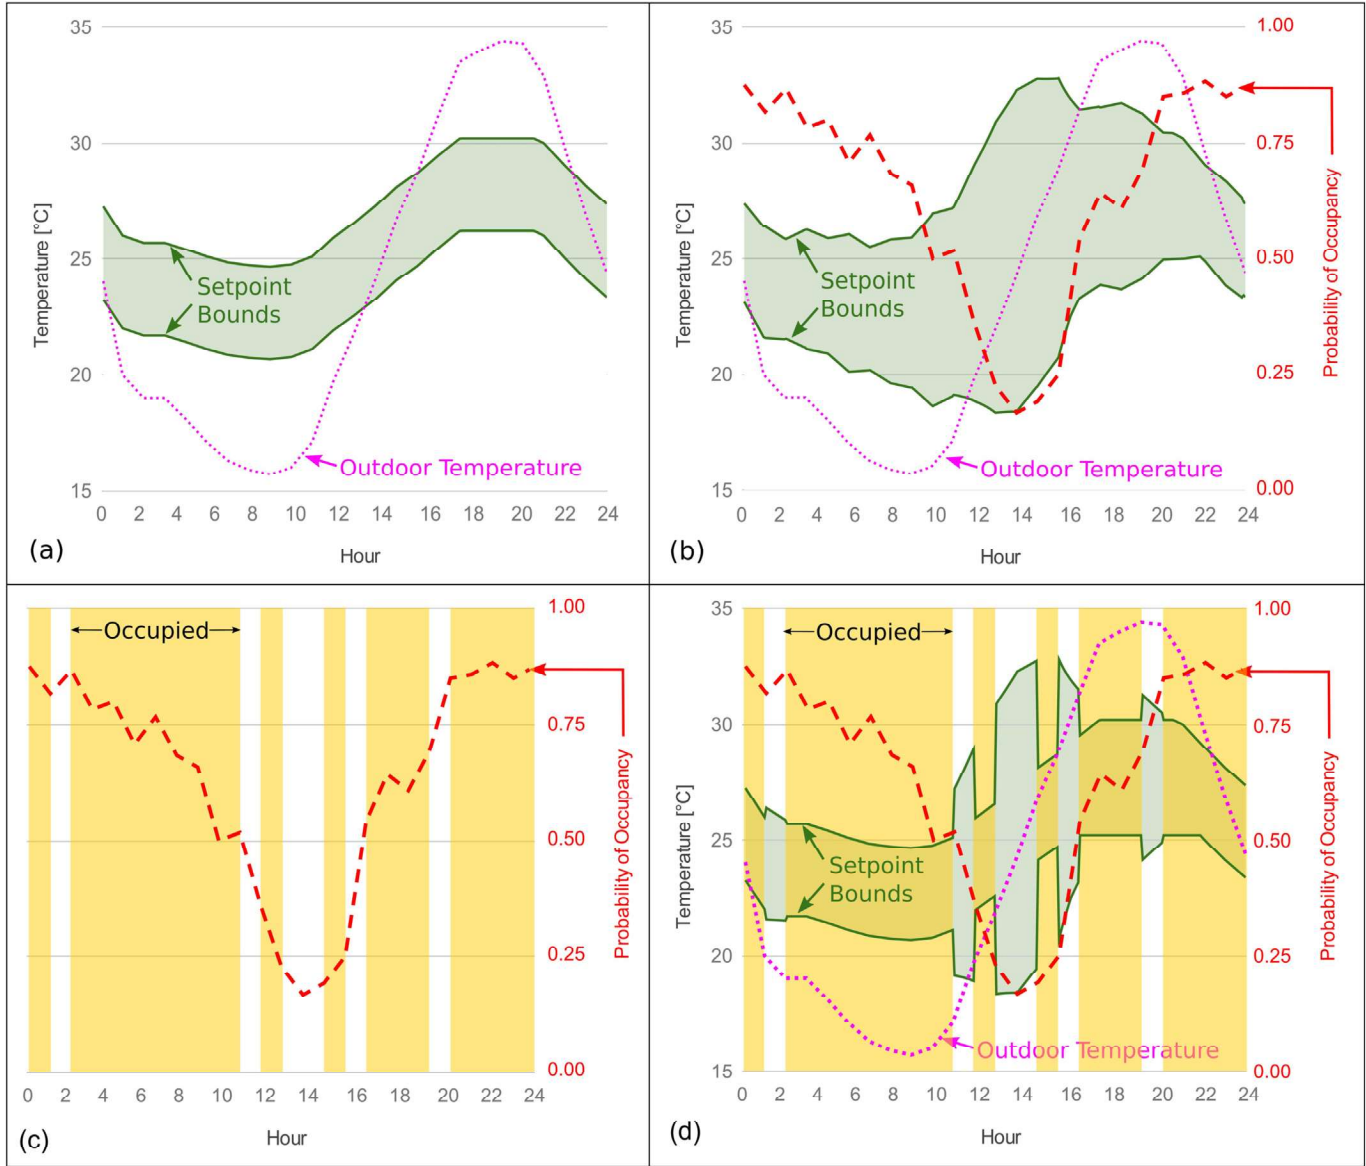 35
30
25
20
15
Temperature [°C]
Setpoint
Bounds
Outdoor Temperature
0 2 4 6 8 10 12 14 16 18 20 22 24
Hour
(a)
35
30
25
20
15
Temperature [°C]
1.00
0.75
0.50
0.25
0.00
Probability of Occupancy
Setpoint
Bounds
Outdoor Temperature
0 2 4 6 8 10 12 14 16 18 20 22 24
Hour
(b)
Occupied
1.00
0.75
0.50
0.25
0.00
Probability of Occupancy
0 2 4 6 8 10 12 14 16 18 20 22 24
Hour
(c)
35
30
25
20
15
Temperature [°C]
Occupied
1.00
0.75
0.50
0.25
0.00
Probability of Occupancy
Setpoint
Bounds
Outdoor Temperature
0 2 4 6 8 10 12 14 16 18 20 22 24
Hour
(d)